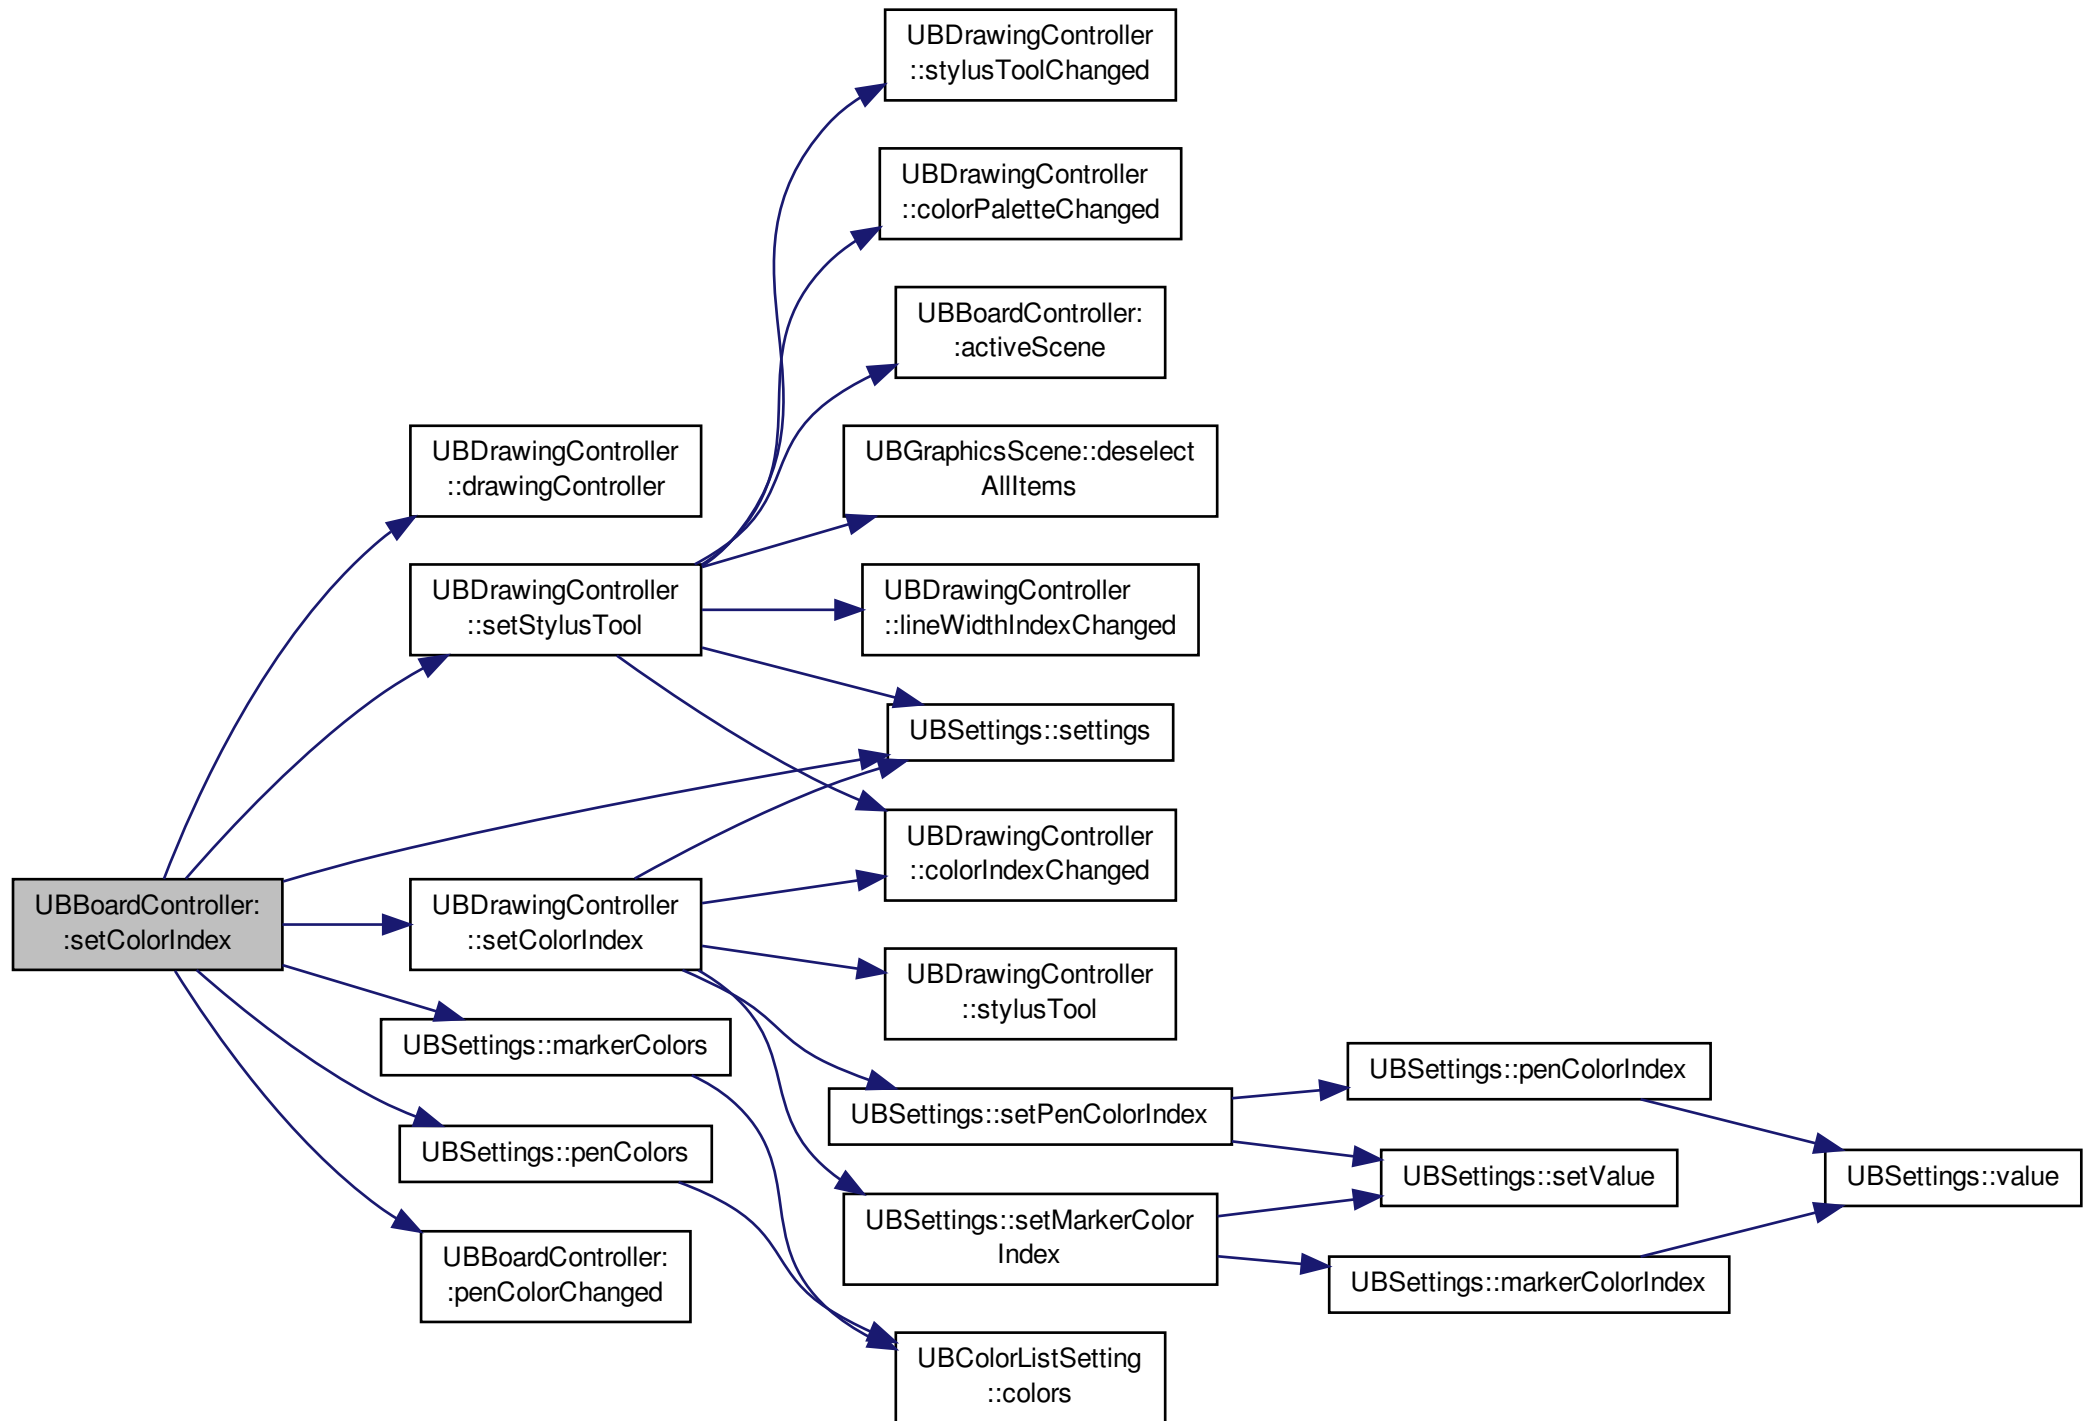 UBDrawingController
::stylusToolChanged
UBDrawingController
::colorPaletteChanged
UBBoardController:
:activeScene
UBDrawingController
::drawingController
UBGraphicsScene::deselect
AllItems
UBDrawingController
::setStylusTool
UBDrawingController
::lineWidthIndexChanged
UBSettings::settings
UBDrawingController
::colorIndexChanged
UBBoardController:
:setColorIndex
UBDrawingController
::setColorIndex
UBDrawingController
::stylusTool
UBSettings::markerColors
UBSettings::penColorIndex
UBSettings::setPenColorIndex
UBSettings::penColors
UBSettings::setValue
UBSettings::value
UBSettings::setMarkerColor
Index
UBBoardController:
:penColorChanged
UBSettings::markerColorIndex
UBColorListSetting
::colors